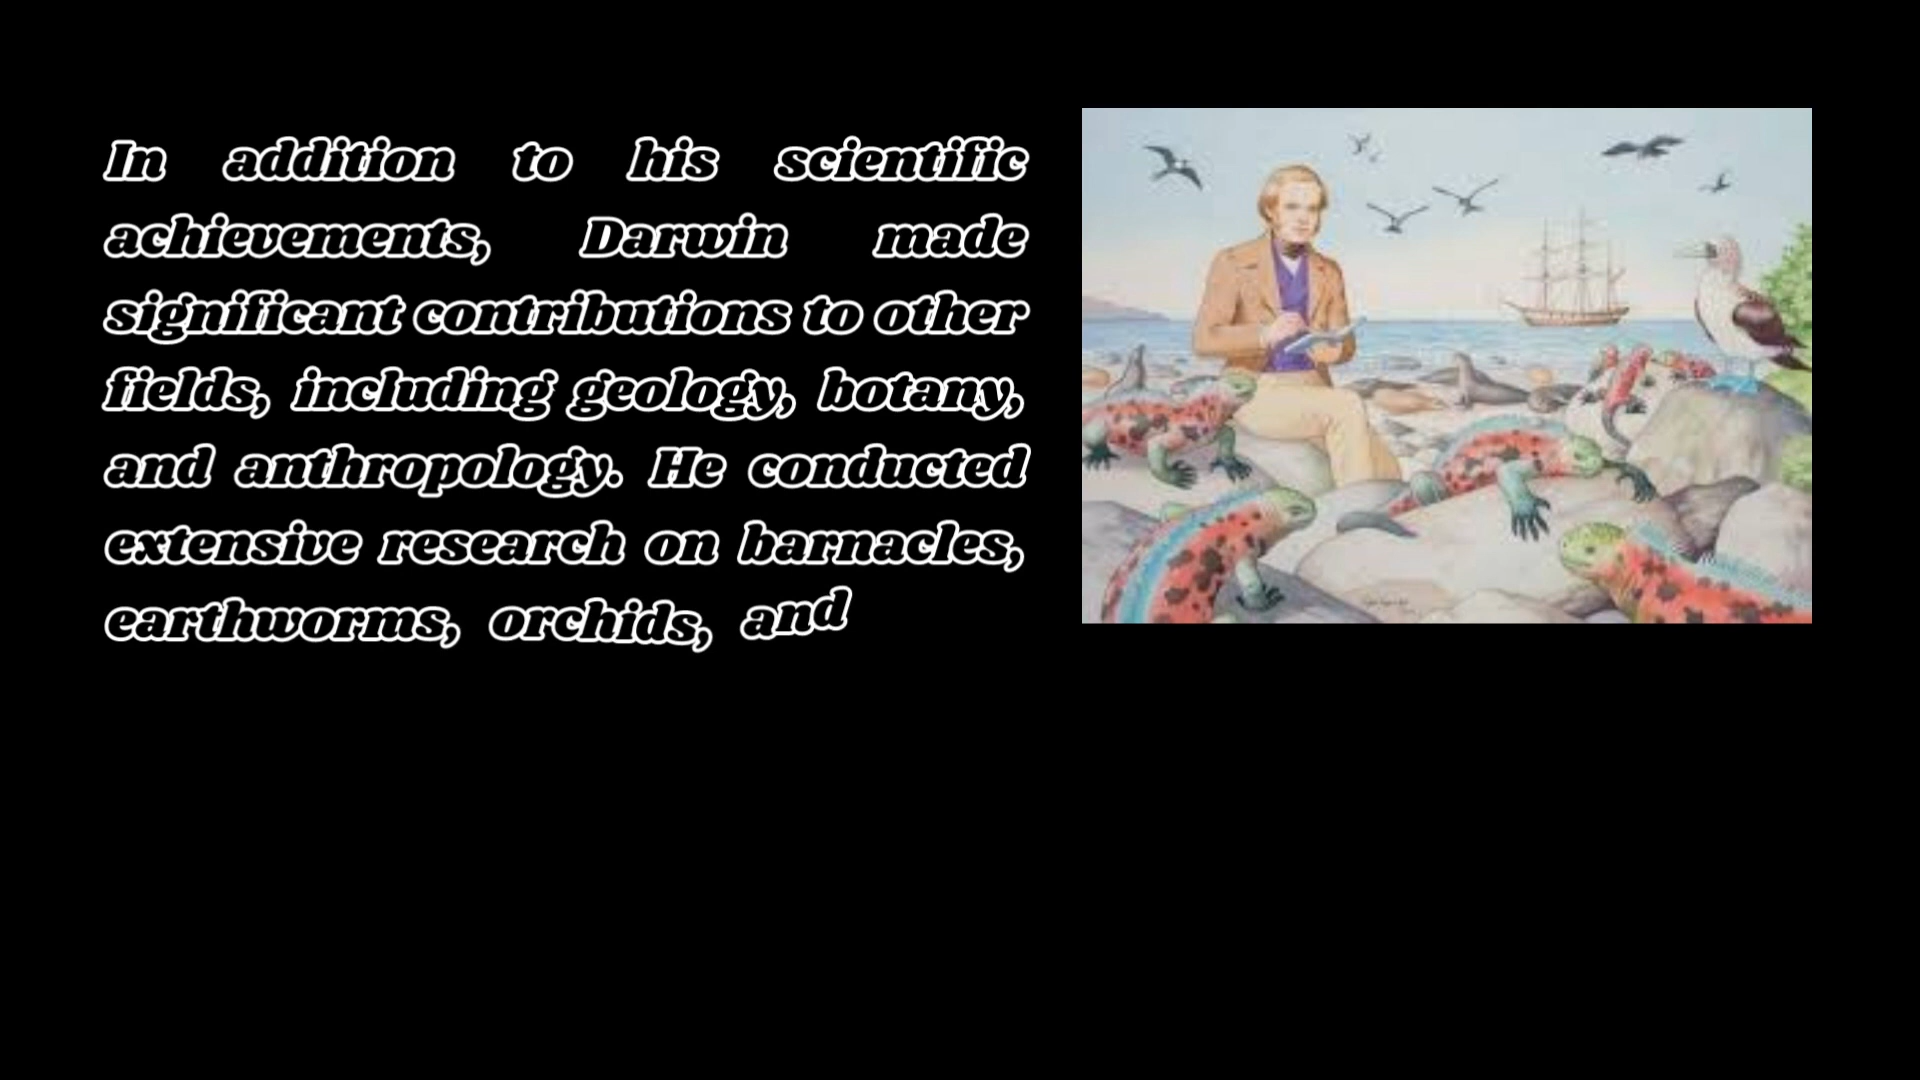 In addition to his scientific
achievements, Darwin made
significant contributions to other
fields, including geology, botany,
and anthropology. He conducted
extensive research on barnacles,
earthworms, orchids, and